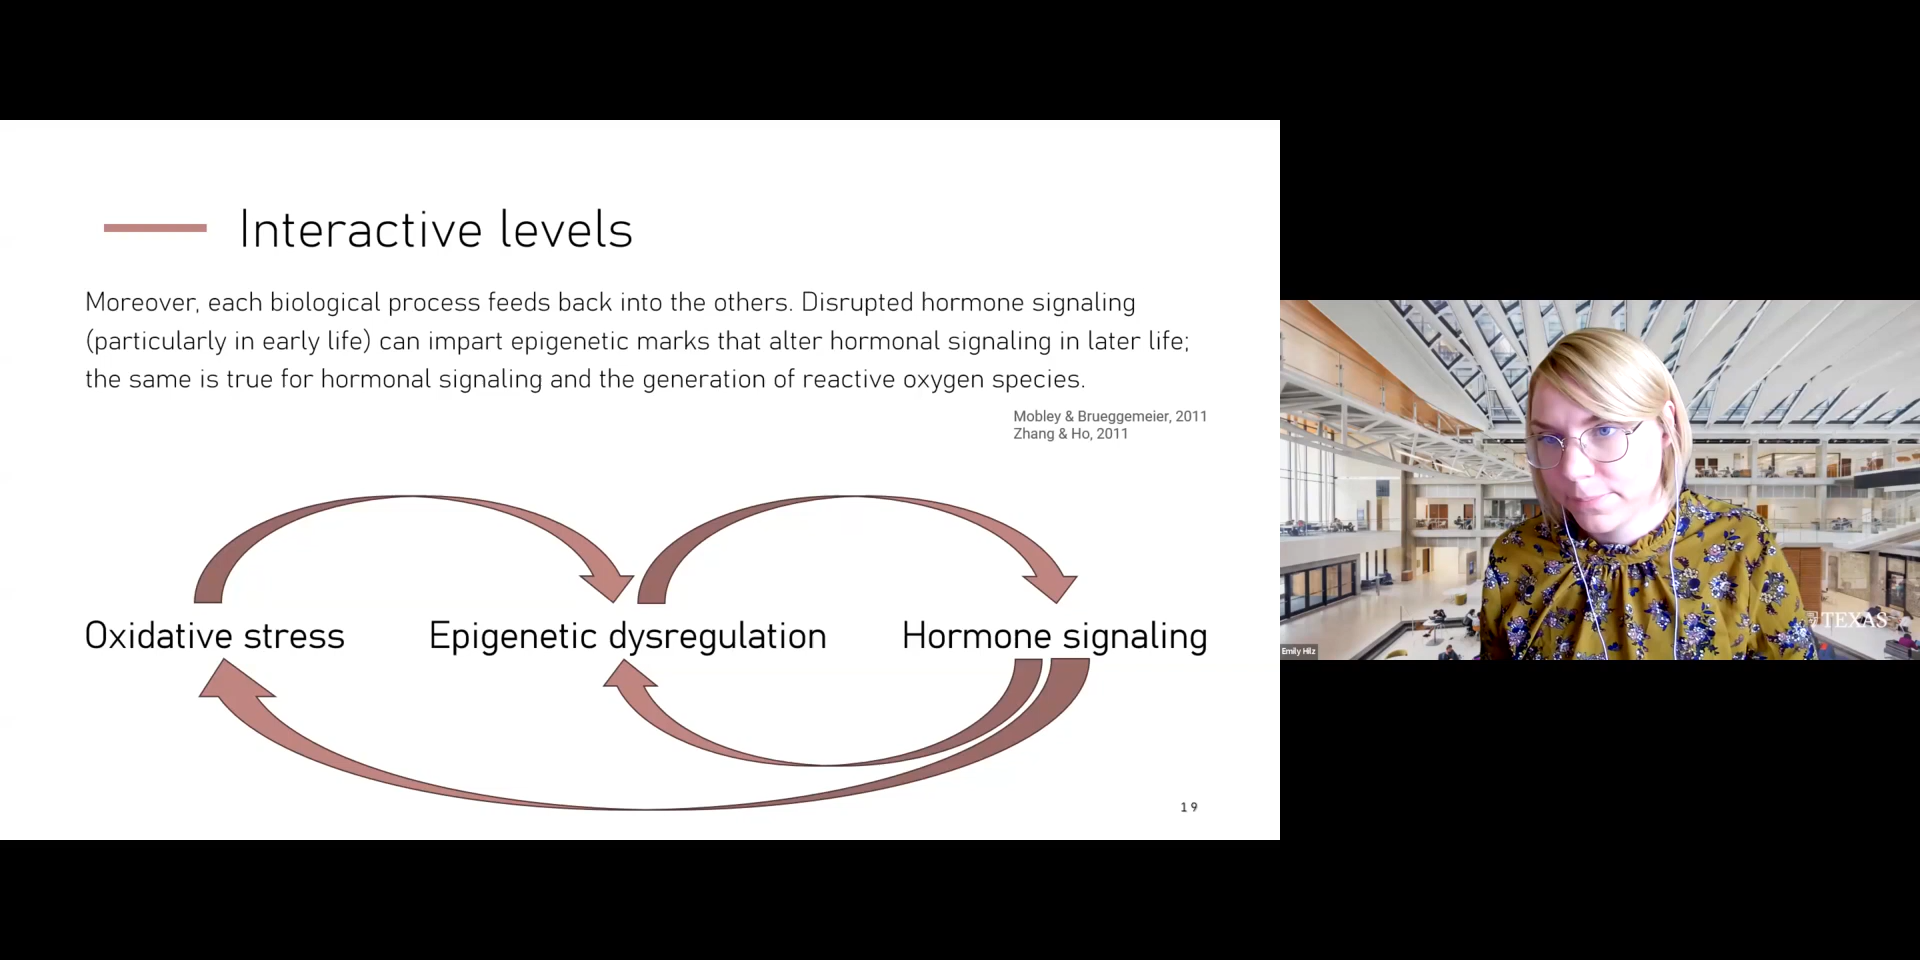 Interactive levels
Moreover, each biological process feeds back into the others. Disrupted hormone signaling
(particularly in early life) can impart epigenetic marks that alter hormonal signaling in later life;
the same is true for hormonal signaling and the generation of reactive oxygen species.
Mobley & Brueggemeier, 2011
Zhang & Ho, 2011
Oxidative stress
Epigenetic dysregulation
Hormone signaling
19
TEXAS
Emily Hilz